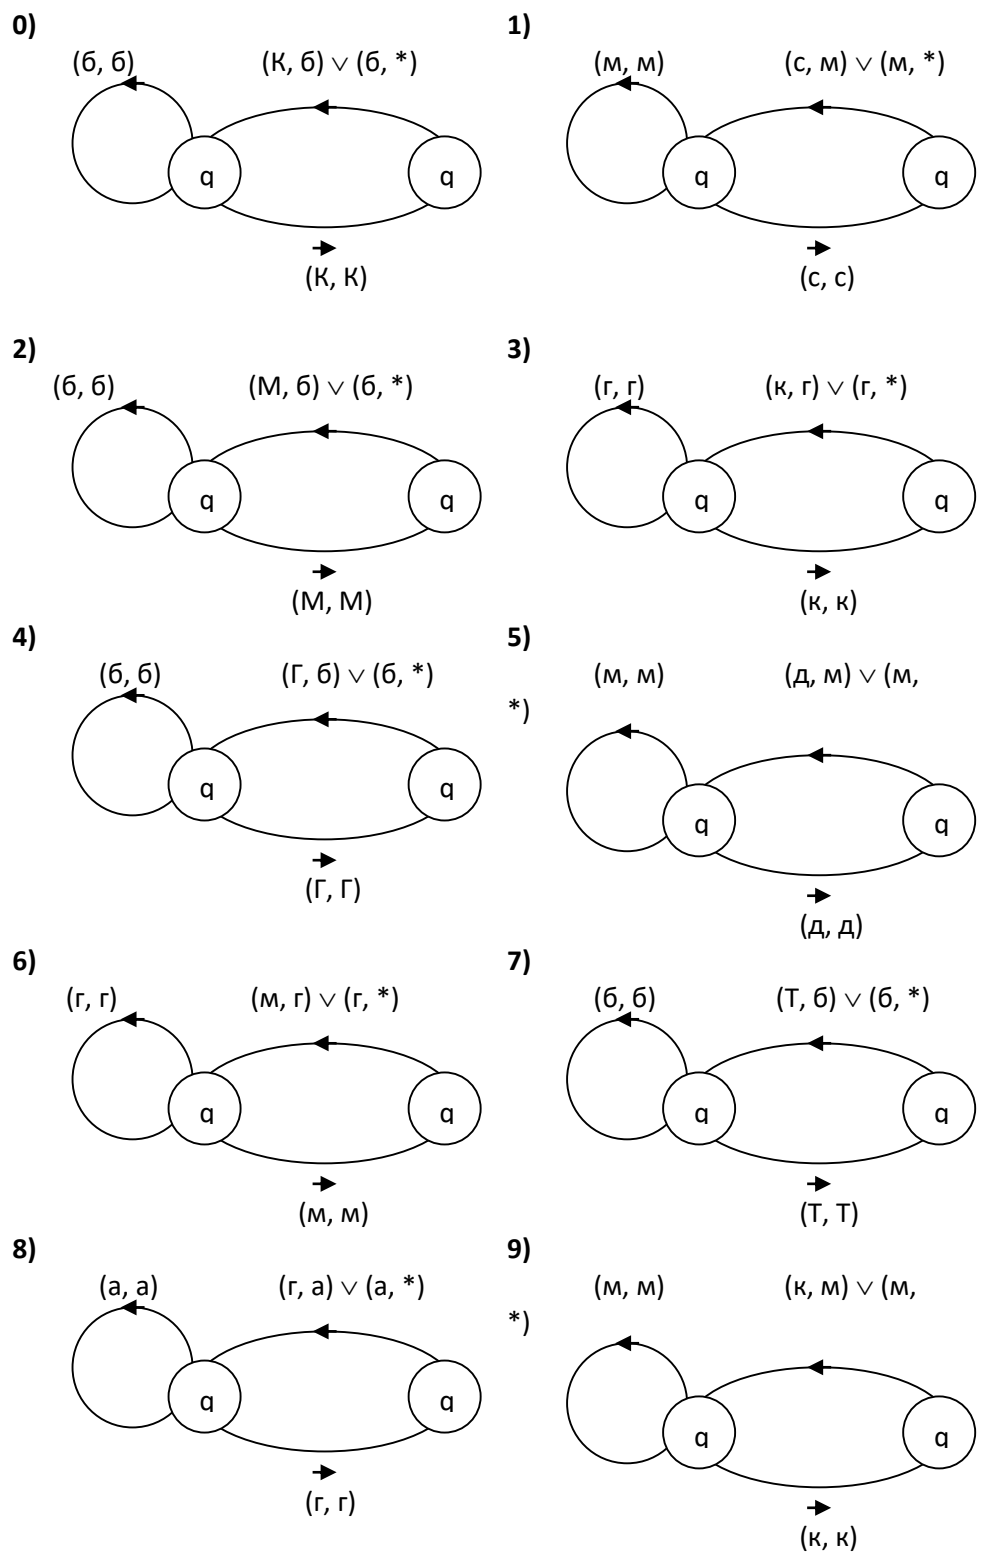 0) 1)
(б, б) (К, б) ∨ (б, *) (м, м) (с, м) ∨ (м, *)
q q q q
(К, К) (с, с)
2) 3)
(б, б) (М, б) ∨ (б, *) (г, г) (к, г) ∨ (г, *)
q q q q
(М, М) (к, к)
4) 5)
(б, б) (Г, б) ∨ (б, *) (м, м) (д, м) ∨ (м,
*)
q q q q
(Г, Г) (д, д)
6) 7)
(г, г) (м, г) ∨ (г, *) (б, б) (Т, б) ∨ (б, *)
q q q q
(м, м) (Т, Т)
8) 9)
(а, а) (г, а) ∨ (а, *) (м, м) (к, м) ∨ (м,
*)
q q q q
(г, г) (к, к)